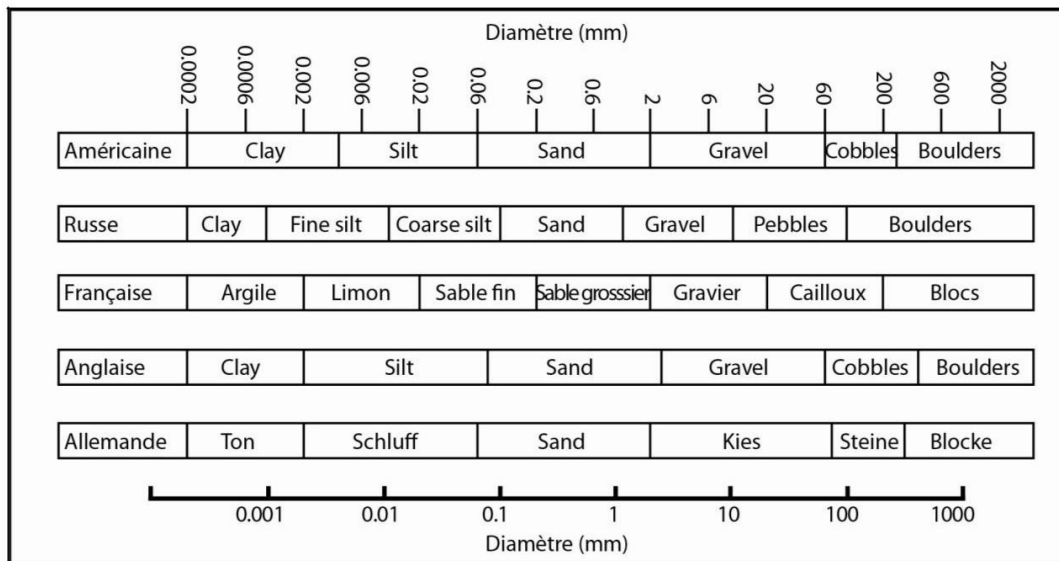 Diamètre (mm)
0.0002 0.0006 0.002 0.006 0.02 0.06 0.2 0.6 2 6 20 60 200 600 2000
Américaine Clay Silt Sand Gravel Cobbles Boulders
Russe Clay Fine silt Coarse silt Sand Gravel Pebbles Boulders
Française Argile Limon Sable fin Sable grosssier Gravier Cailloux Blocs
Anglaise Clay Silt Sand Gravel Cobbles Boulders
Allemande Ton Schluff Sand Kies Steine Blocke
0.001 0.01 0.1 1 10 100 1000
Diamètre (mm)